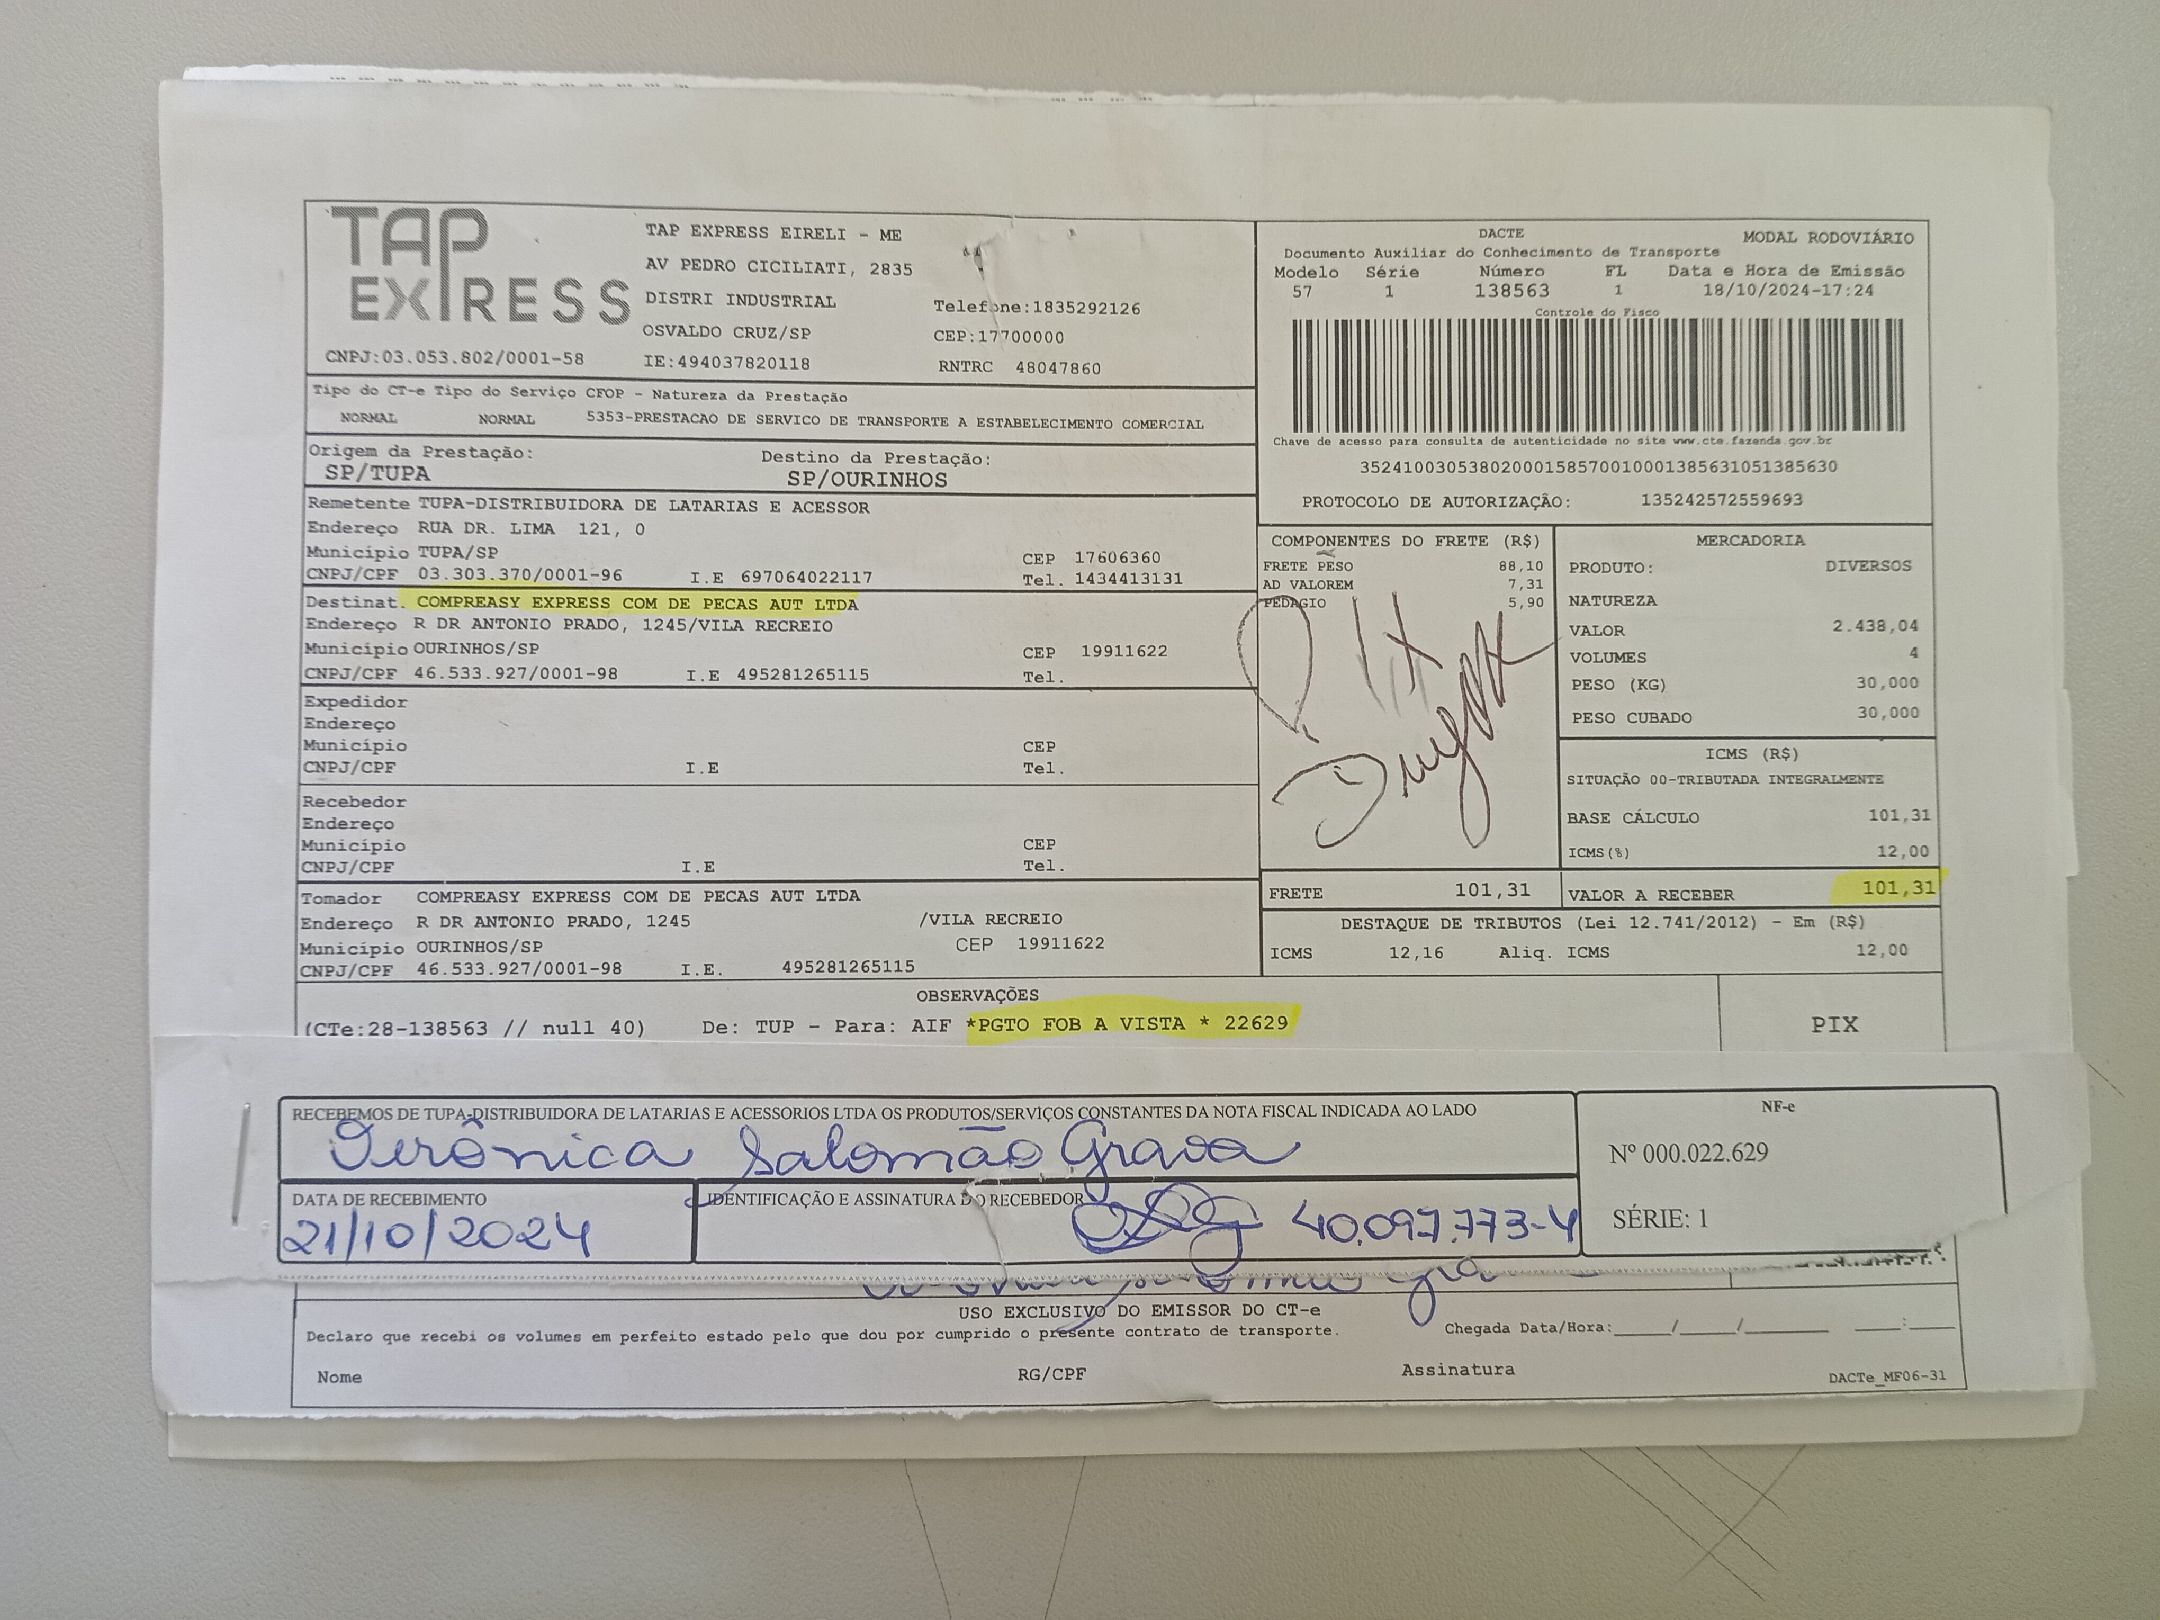 TAP EXPRESS
TAP EXPRESS EIRELI - ME
AV PEDRO CICILIATI, 2835
DISTRI INDUSTRIAL Telefone:1835292126
OSVALDO CRUZ/SP CEP:17700000
CNPJ:03.053.802/0001-58 IE:494037820118 RNTRC 48047860
DACTE MODAL RODOVIÁRIO
Documento Auxiliar do Conhecimento de Transporte
Modelo Série Número FL Data e Hora de Emissão
57 1 138563 1 18/10/2024-17:24
Controle do Fisco
Chave de acesso para consulta de autenticidade no site www.cte.fazenda.gov.br
35241003053802000158570010001385631051385630
PROTOCOLO DE AUTORIZAÇÃO: 135242572559693
Tipo do CT-e Tipo do Serviço CFOP - Natureza da Prestação
NORMAL NORMAL 5353-PRESTACAO DE SERVICO DE TRANSPORTE A ESTABELECIMENTO COMERCIAL
Origem da Prestação: Destino da Prestação:
SP/TUPA SP/OURINHOS
Remetente TUPA-DISTRIBUIDORA DE LATARIAS E ACESSOR
Endereço RUA DR. LIMA 121, 0
Município TUPA/SP CEP 17606360
CNPJ/CPF 03.303.370/0001-96 I.E 697064022117 Tel. 1434413131
Destinat. COMPREASY EXPRESS COM DE PECAS AUT LTDA
Endereço R DR ANTONIO PRADO, 1245/VILA RECREIO
Município OURINHOS/SP CEP 19911622
CNPJ/CPF 46.533.927/0001-98 I.E 495281265115 Tel.
Expedidor
Endereço
Município CEP
CNPJ/CPF I.E Tel.
Recebedor
Endereço
Município CEP
CNPJ/CPF I.E Tel.
Tomador COMPREASY EXPRESS COM DE PECAS AUT LTDA
Endereço R DR ANTONIO PRADO, 1245 /VILA RECREIO
Município OURINHOS/SP CEP 19911622
CNPJ/CPF 46.533.927/0001-98 I.E. 495281265115
COMPONENTES DO FRETE (R$)
FRETE PESO 88,10
AD VALOREM 7,31
PEDAGIO 5,90
PIX
MERCADORIA
PRODUTO: DIVERSOS
NATUREZA
VALOR 2.438,04
VOLUMES 4
PESO (KG) 30,000
PESO CUBADO 30,000
ICMS (R$)
SITUAÇÃO 00-TRIBUTADA INTEGRALMENTE
BASE CÁLCULO 101,31
ICMS(%) 12,00
FRETE 101,31 VALOR A RECEBER 101,31
DESTAQUE DE TRIBUTOS (Lei 12.741/2012) - Em (R$)
ICMS 12,16 Aliq. ICMS 12,00
OBSERVAÇÕES
(CTe:28-138563 // null 40) De: TUP - Para: AIF *PGTO FOB A VISTA * 22629 PIX
RECEBEMOS DE TUPA-DISTRIBUIDORA DE LATARIAS E ACESSORIOS LTDA OS PRODUTOS/SERVIÇOS CONSTANTES DA NOTA FISCAL INDICADA AO LADO
Verônica Salomão Grava
DATA DE RECEBIMENTO IDENTIFICAÇÃO E ASSINATURA DO RECEBEDOR
21/10/2024 40.097.773-4
NF-e
Nº 000.022.629
SÉRIE: 1
USO EXCLUSIVO DO EMISSOR DO CT-e
Declaro que recebi os volumes em perfeito estado pelo que dou por cumprido o presente contrato de transporte. Chegada Data/Hora:____/____/______ ___:___
Nome RG/CPF Assinatura DACTe_MF06-31